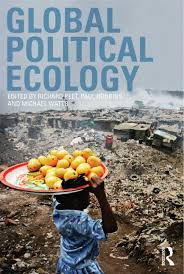 GLOBAL
POLITICAL
ECOLOGY
EDITED BY RICHARD PEET, PAUL ROBBINS
AND MICHAEL WATTS
R